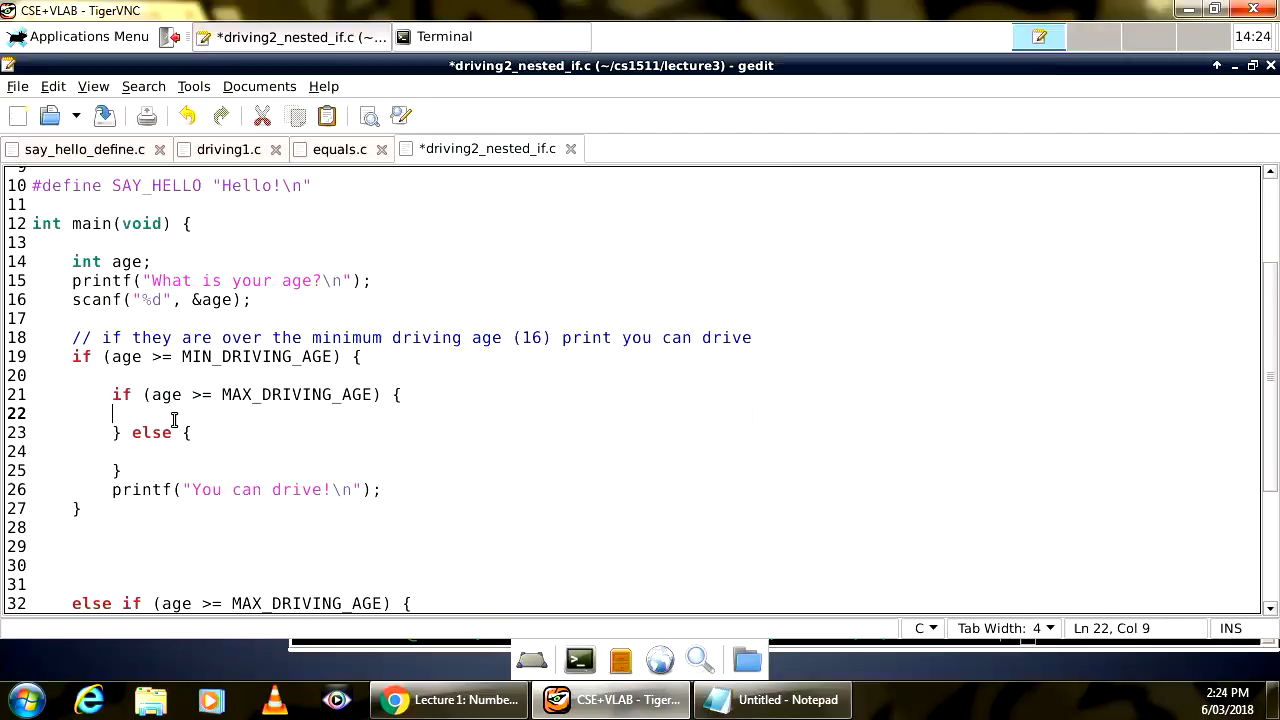 CSE+VLAB - TigerVNC
Applications Menu
*driving2_nested_if.c (~...
Terminal
14:24
*driving2_nested_if.c (~/cs1511/lecture3) - gedit
File Edit View Search Tools Documents Help
say_hello_define.c
driving1.c
equals.c
*driving2_nested_if.c
9
10 #define SAY_HELLO "Hello!\n"
11
12 int main(void) {
13
14 int age;
15 printf("What is your age?\n");
16 scanf("%d", &age);
17
18 // if they are over the minimum driving age (16) print you can drive
19 if (age >= MIN_DRIVING_AGE) {
20
21 if (age >= MAX_DRIVING_AGE) {
22
23 } else {
24
25 }
26 printf("You can drive!\n");
27 }
28
29
30
31
32 else if (age >= MAX_DRIVING_AGE) {
C
Tab Width: 4
Ln 22, Col 9
INS
Lecture 1: Numbe...
CSE+VLAB - Tiger...
Untitled - Notepad
2:24 PM
6/03/2018